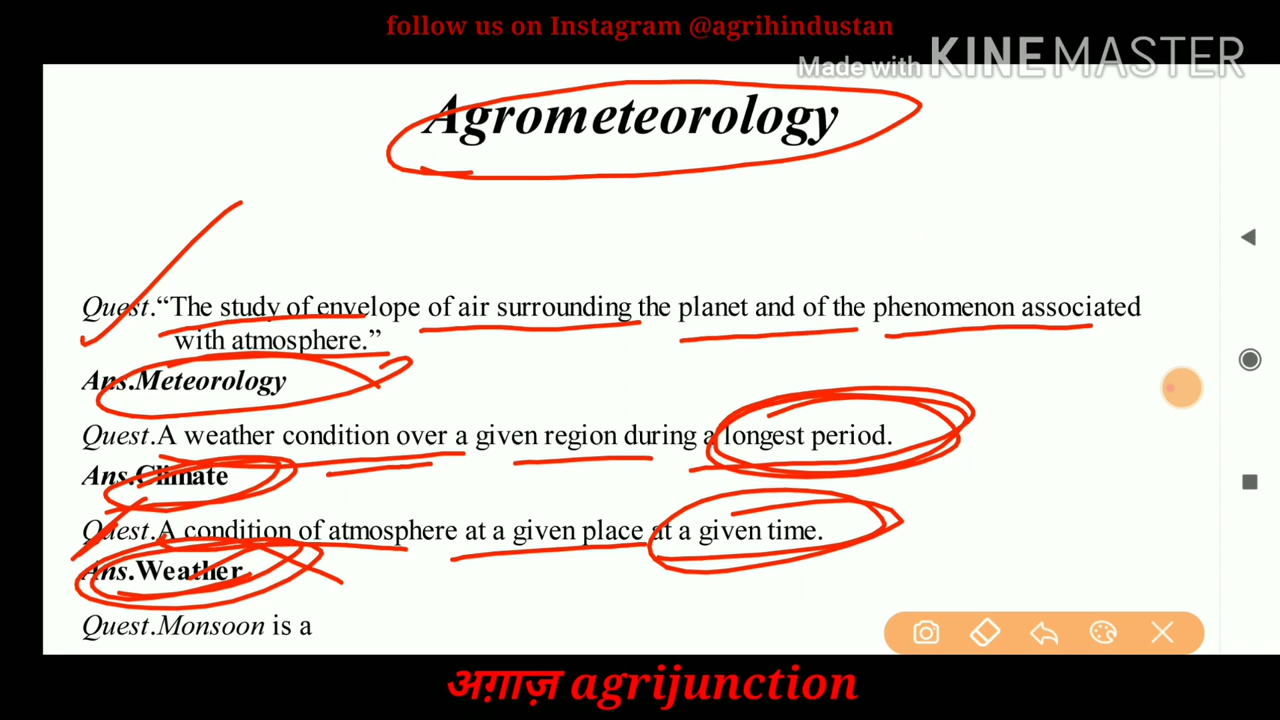 follow us on Instagram @agrihindustan
Made with KINEMASTER
Agrometeorology
Quest.“The study of envelope of air surrounding the planet and of the phenomenon associated
with atmosphere.”
Ans.Meteorology
Quest.A weather condition over a given region during a longest period.
Ans.Climate
Quest.A condition of atmosphere at a given place at a given time.
Ans.Weather
Quest.Monsoon is a
अग़ाज़ agrijunction